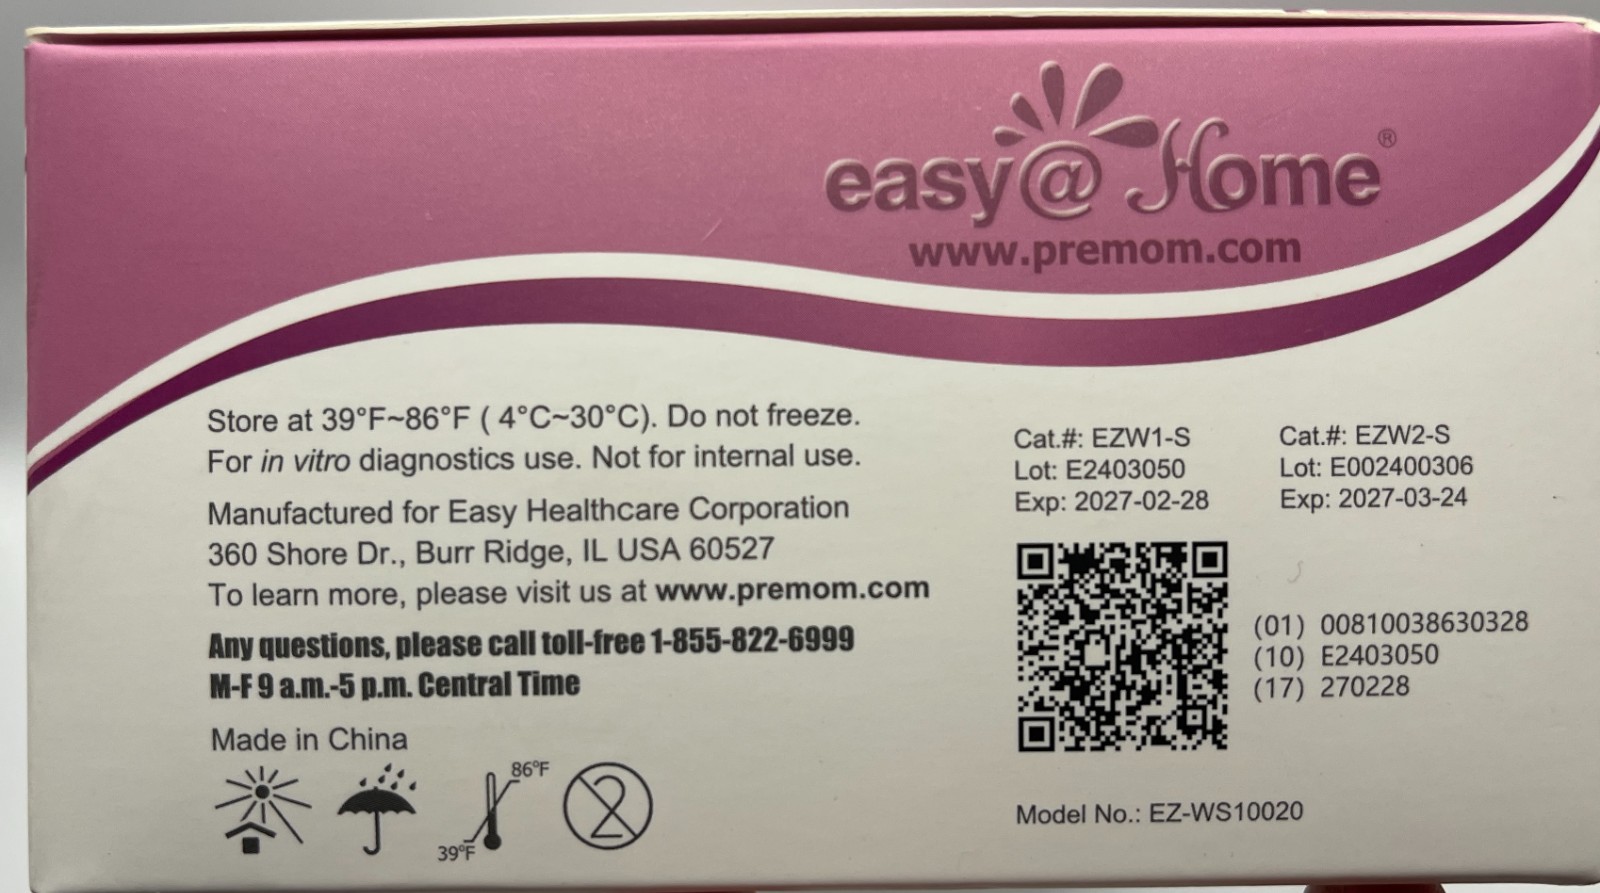 easy@Home®
www.premom.com
Store at 39°F~86°F ( 4°C~30°C). Do not freeze.
For in vitro diagnostics use. Not for internal use.
Manufactured for Easy Healthcare Corporation
360 Shore Dr., Burr Ridge, IL USA 60527
To learn more, please visit us at www.premom.com
Any questions, please call toll-free 1-855-822-6999
M-F 9 a.m.-5 p.m. Central Time
Made in China
86°F
39°F
2
Cat.#: EZW1-S
Lot: E2403050
Exp: 2027-02-28
Cat.#: EZW2-S
Lot: E002400306
Exp: 2027-03-24
(01) 00810038630328
(10) E2403050
(17) 270228
Model No.: EZ-WS10020